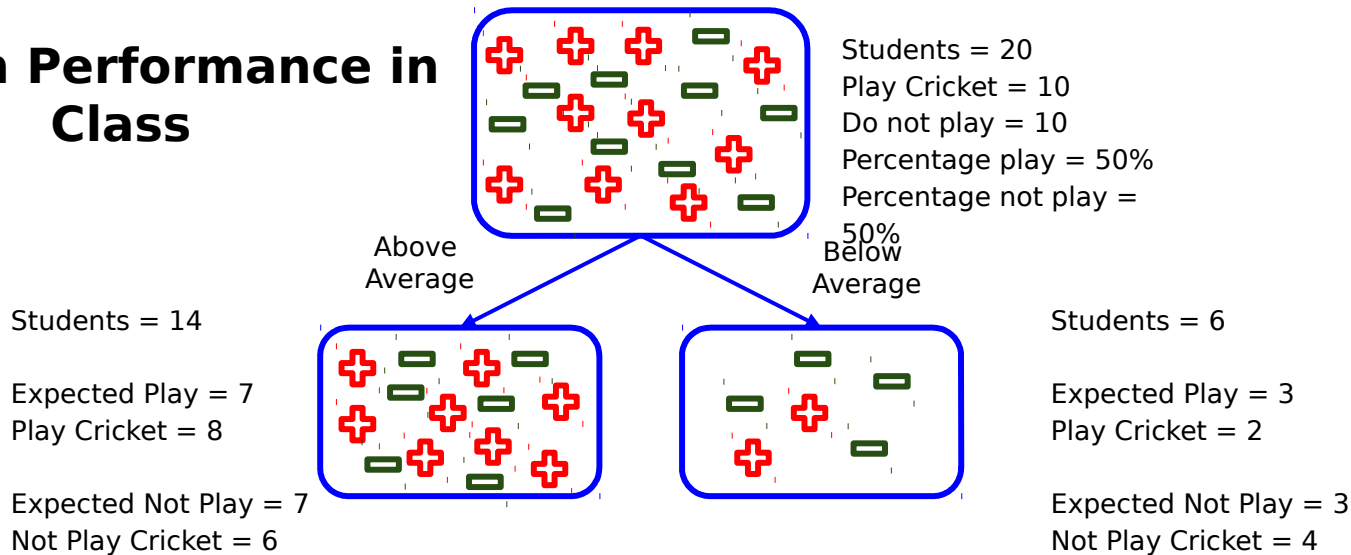 Performance in
Class
Students = 20
Play Cricket = 10
Do not play = 10
Percentage play = 50%
Percentage not play =
50%
Above
Average
Below
Average
Students = 14
Expected Play = 7
Play Cricket = 8
Expected Not Play = 7
Not Play Cricket = 6
Students = 6
Expected Play = 3
Play Cricket = 2
Expected Not Play = 3
Not Play Cricket = 4